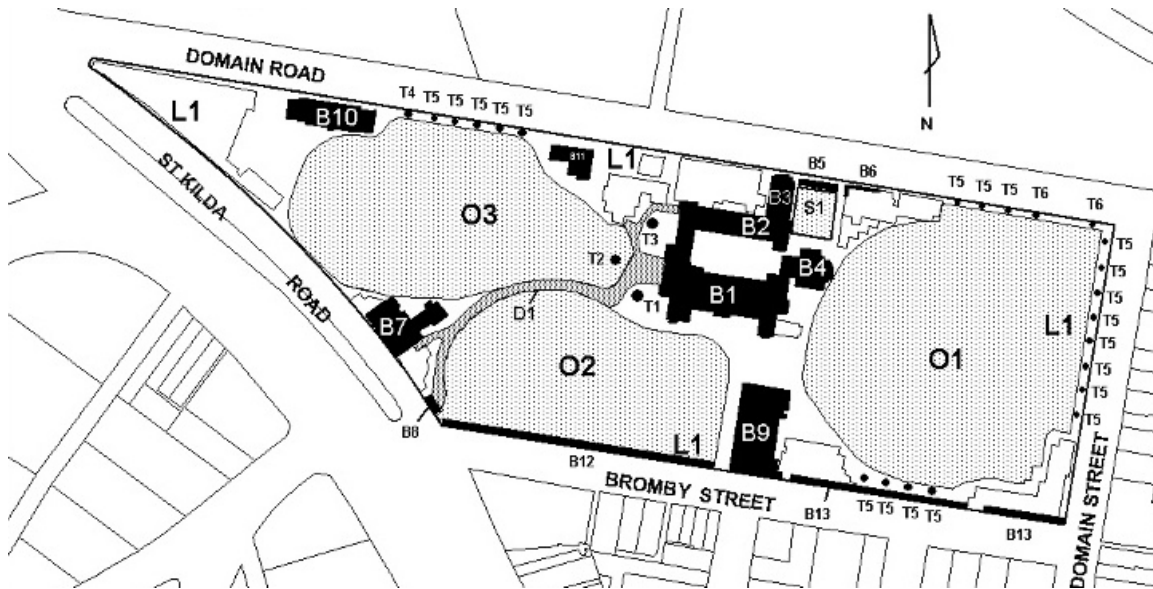 DOMAIN ROAD
L1
B10
T4 T5 T5 T5 T5 T5
B11
L1
B5
B6
B3
S1
T5 T5 T5 T6
T6
N
ST.KILDA
ROAD
O3
T3
T2
B2
B4
B1
T1
D1
B7
O2
O1
L1
T5
T5
T5
T5
T5
T5
T5
T5
B8
B12
L1
B9
BROMBY STREET
B13
T5 T5 T5 T5
B13
DOMAIN STREET